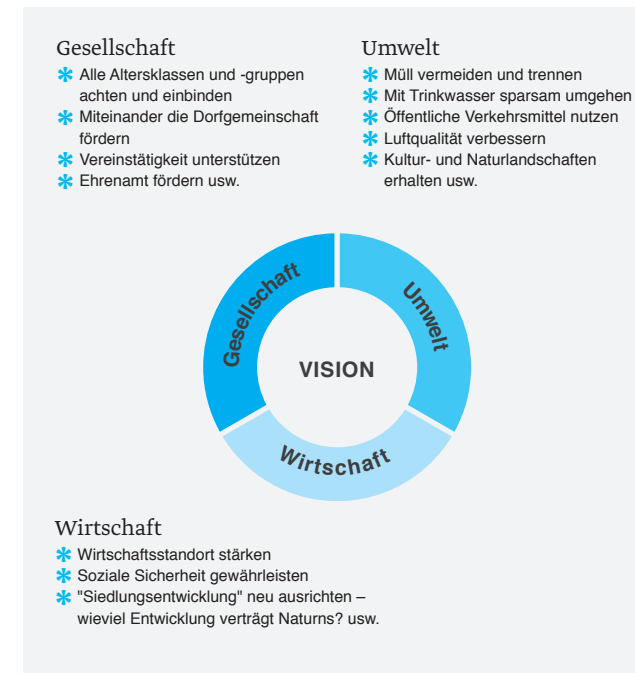 Gesellschaft
Alle Altersklassen und -gruppen
achten und einbinden
Miteinander die Dorfgemeinschaft
fördern
Vereinstätigkeit unterstützen
Ehrenamt fördern usw.
Umwelt
Müll vermeiden und trennen
Mit Trinkwasser sparsam umgehen
Öffentliche Verkehrsmittel nutzen
Luftqualität verbessern
Kultur- und Naturlandschaften
erhalten usw.
Gesellschaft
Umwelt
VISION
Wirtschaft
Wirtschaft
Wirtschaftsstandort stärken
Soziale Sicherheit gewährleisten
"Siedlungsentwicklung" neu ausrichten –
wieviel Entwicklung verträgt Naturns? usw.